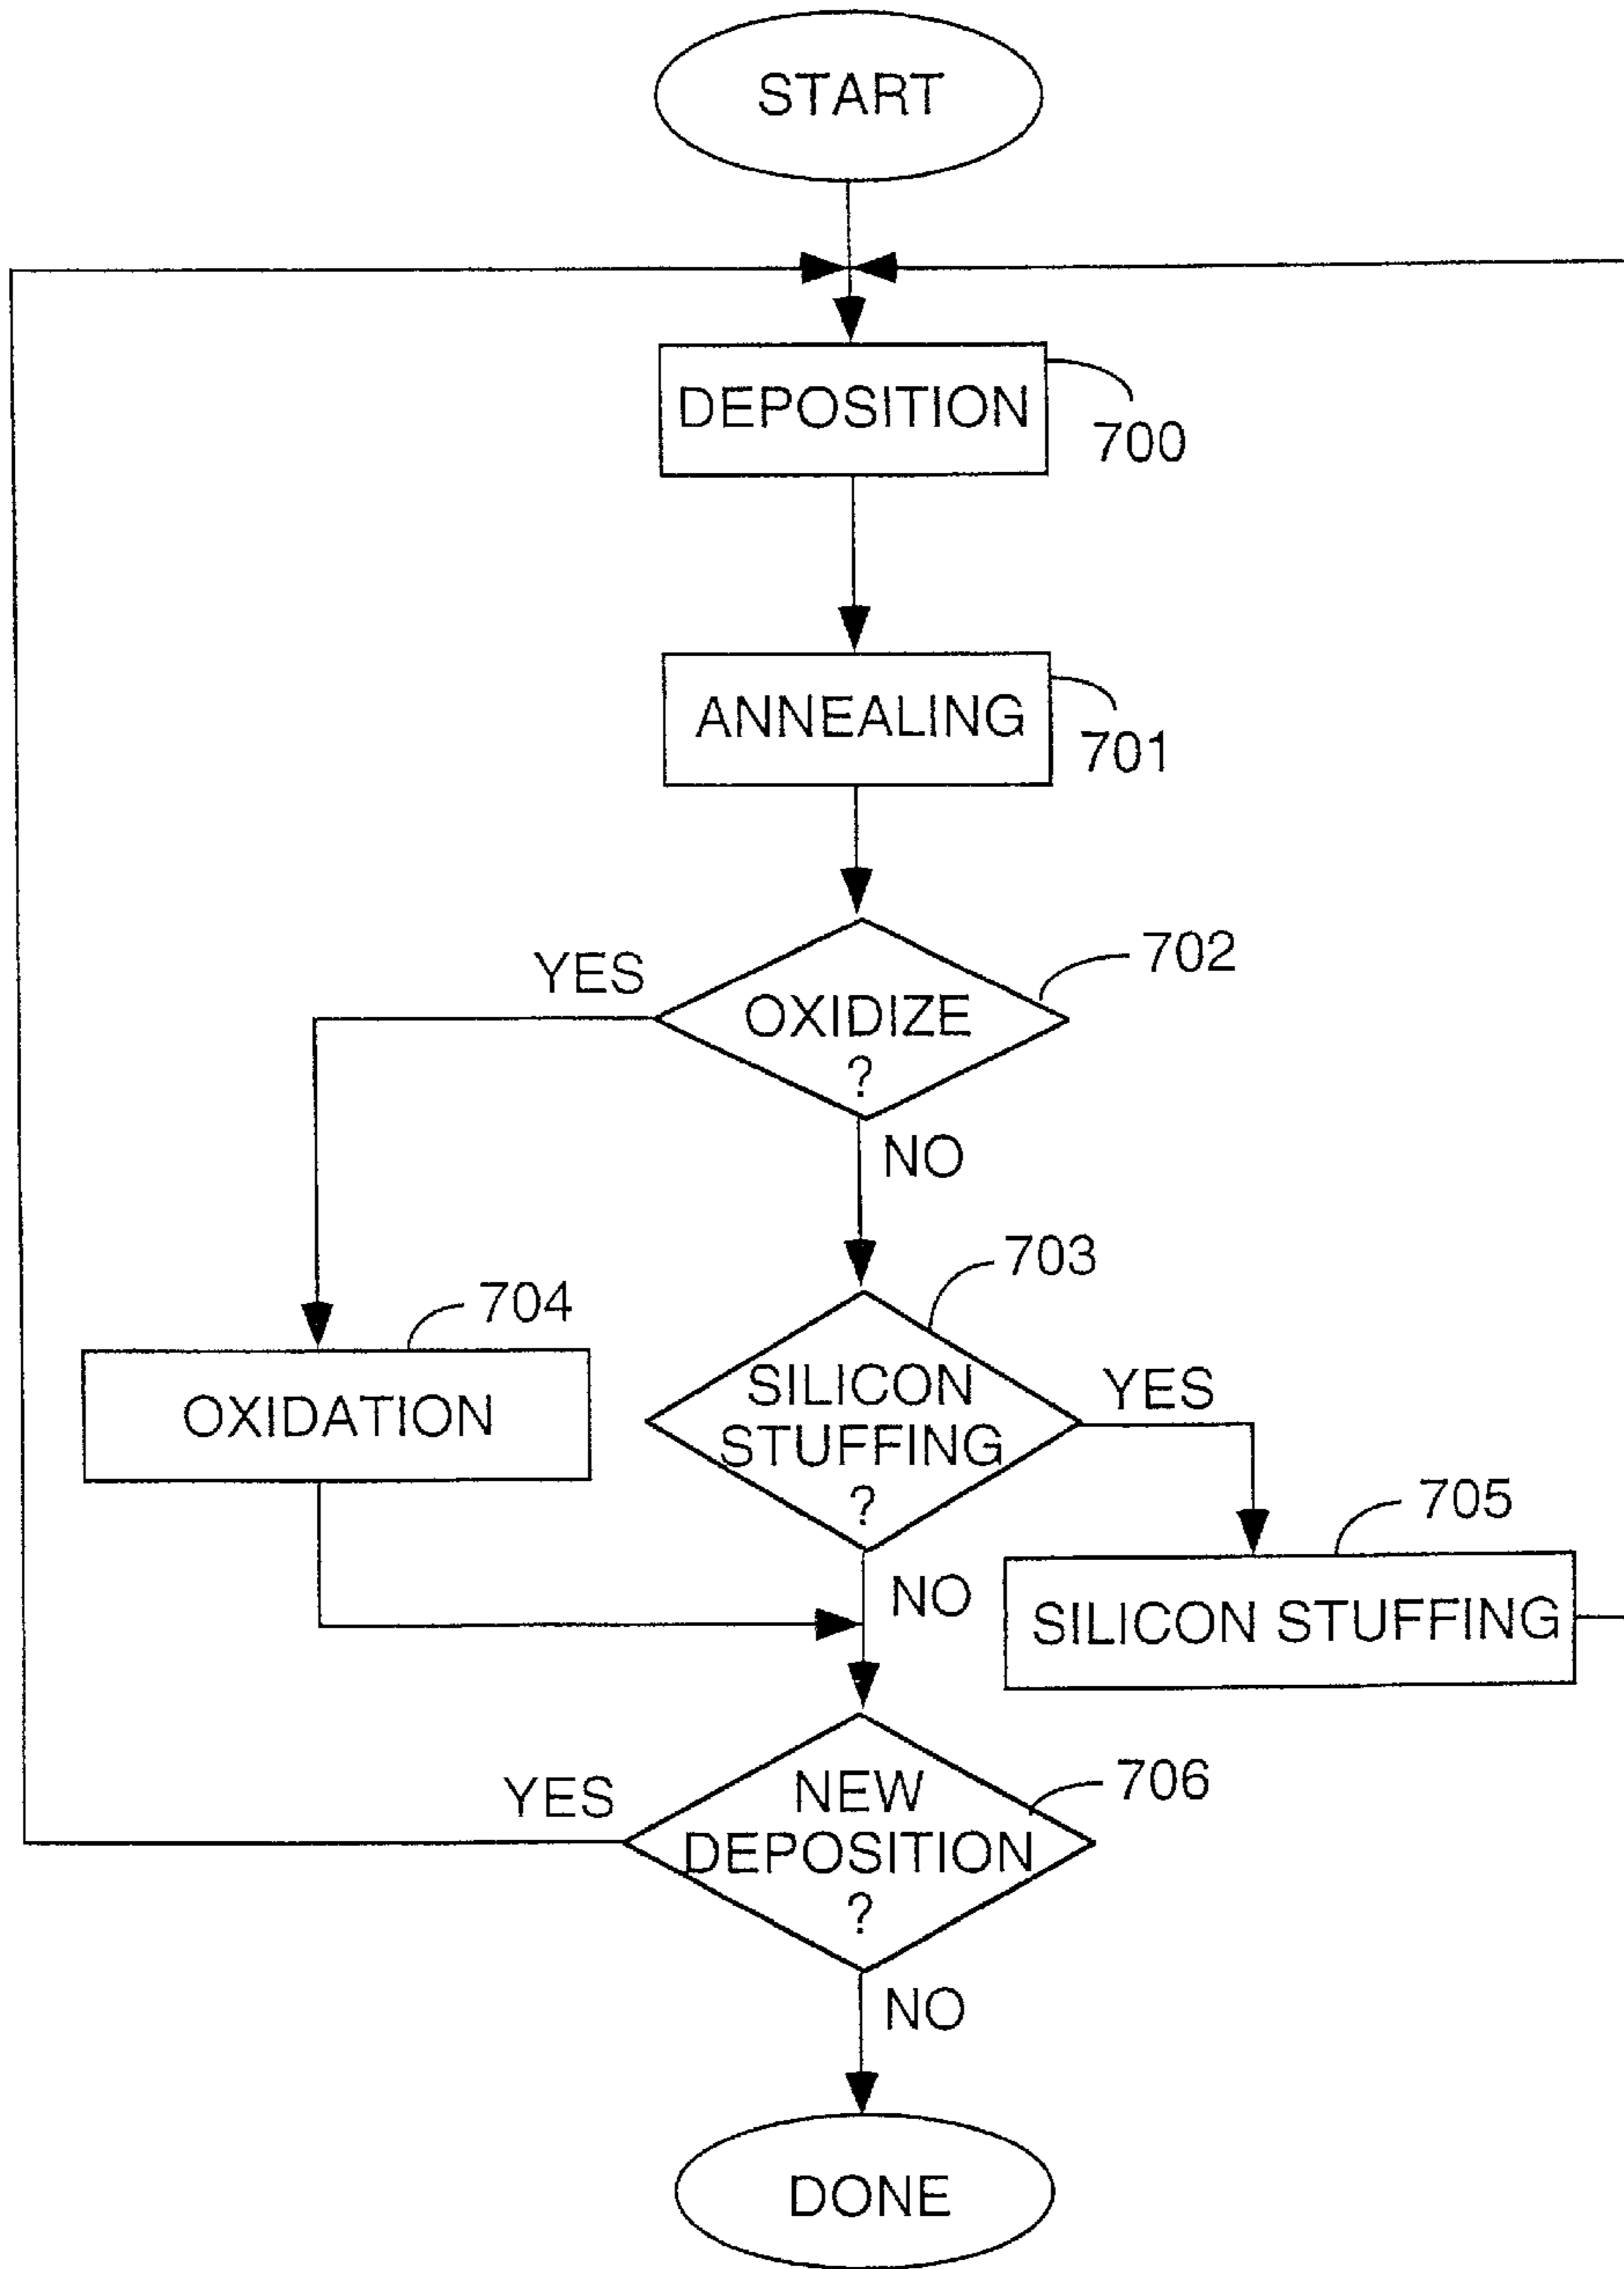 START
DEPOSITION
700
ANNEALING
701
702
YES
OXIDIZE
?
NO
703
704
SILICON
STUFFING
?
YES
OXIDATION
705
NO
SILICON STUFFING
706
YES
NEW
DEPOSITION
?
NO
DONE